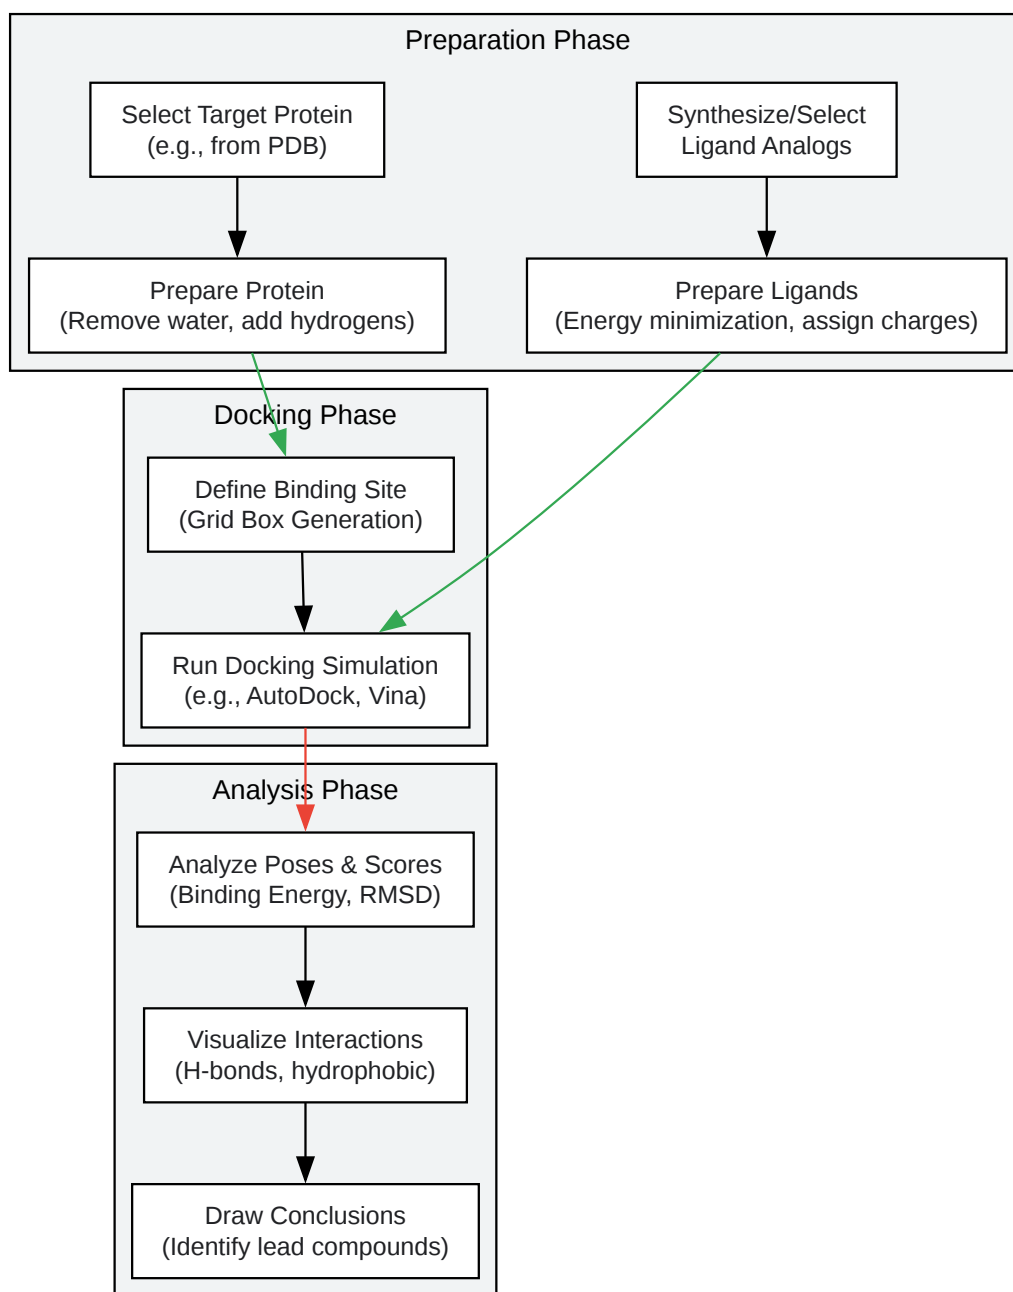 Preparation Phase
Select Target Protein
(e.g., from PDB)
Synthesize/Select
Ligand Analogs
Prepare Protein
(Remove water, add hydrogens)
Prepare Ligands
(Energy minimization, assign charges)
Docking Phase
Define Binding Site
(Grid Box Generation)
Run Docking Simulation
(e.g., AutoDock, Vina)
Analysis Phase
Analyze Poses & Scores
(Binding Energy, RMSD)
Visualize Interactions
(H-bonds, hydrophobic)
Draw Conclusions
(Identify lead compounds)